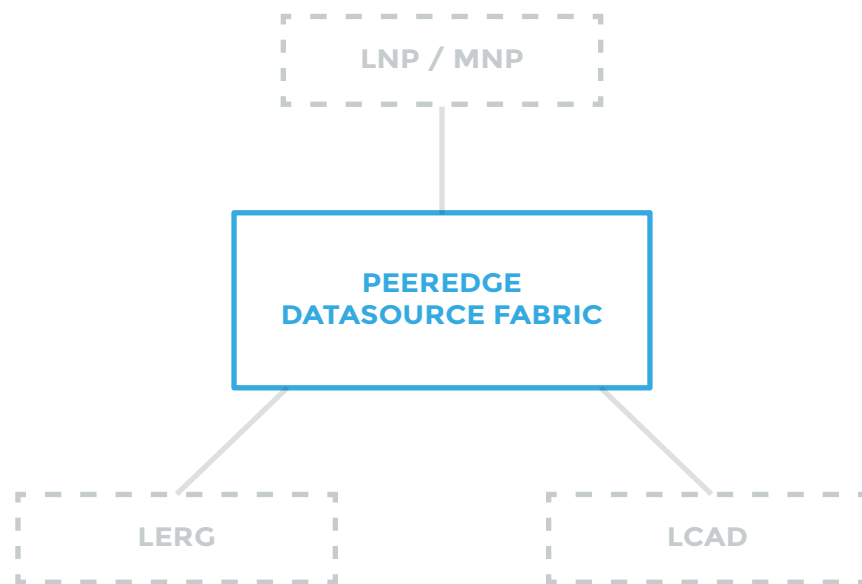 LNP / MNP
PEEREDGE
DATASOURCE FABRIC
LERG
LCAD